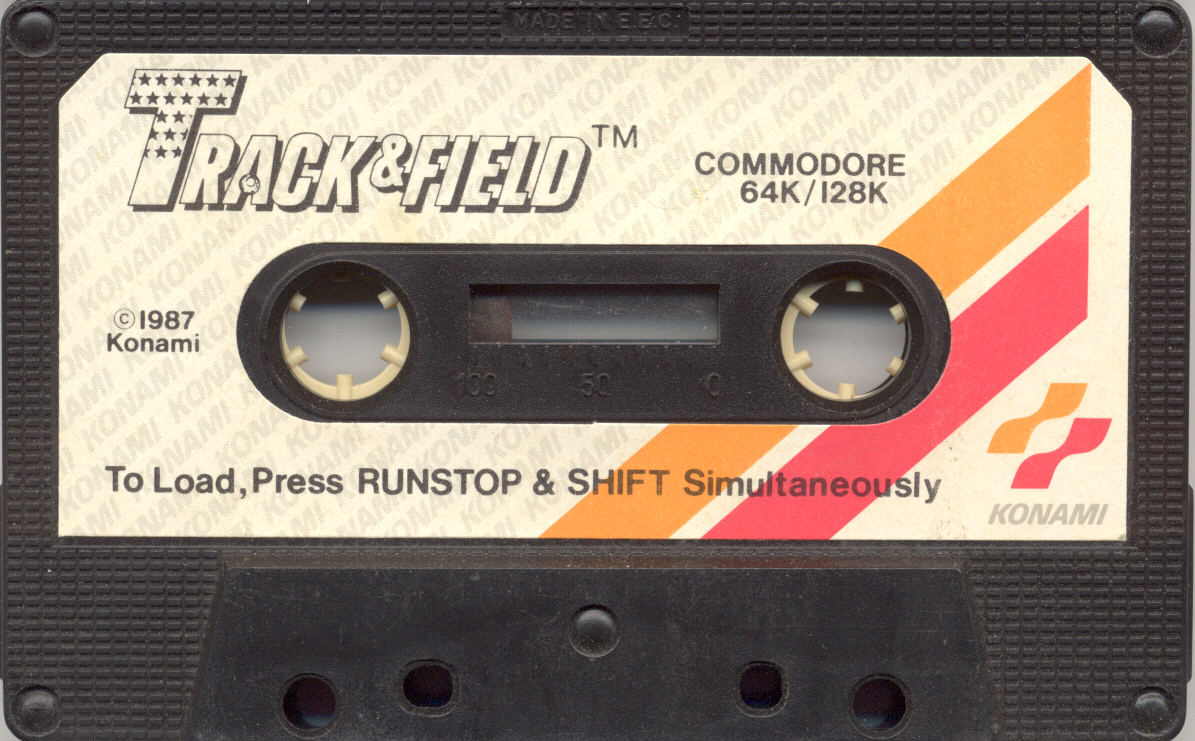 MADE IN E.E.C.
TRACK & FIELD™
COMMODORE
64K/128K
©1987
Konami
100 50 0
To Load, Press RUNSTOP & SHIFT Simultaneously
KONAMI